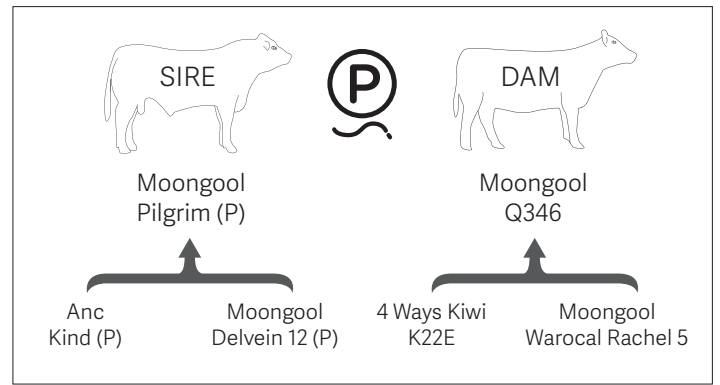 SIRE
P
DAM
Moongool
Pilgrim (P)
Moongool
Q346
Anc
Kind (P)
Moongool
Delvein 12 (P)
4 Ways Kiwi
K22E
Moongool
Warocal Rachel 5